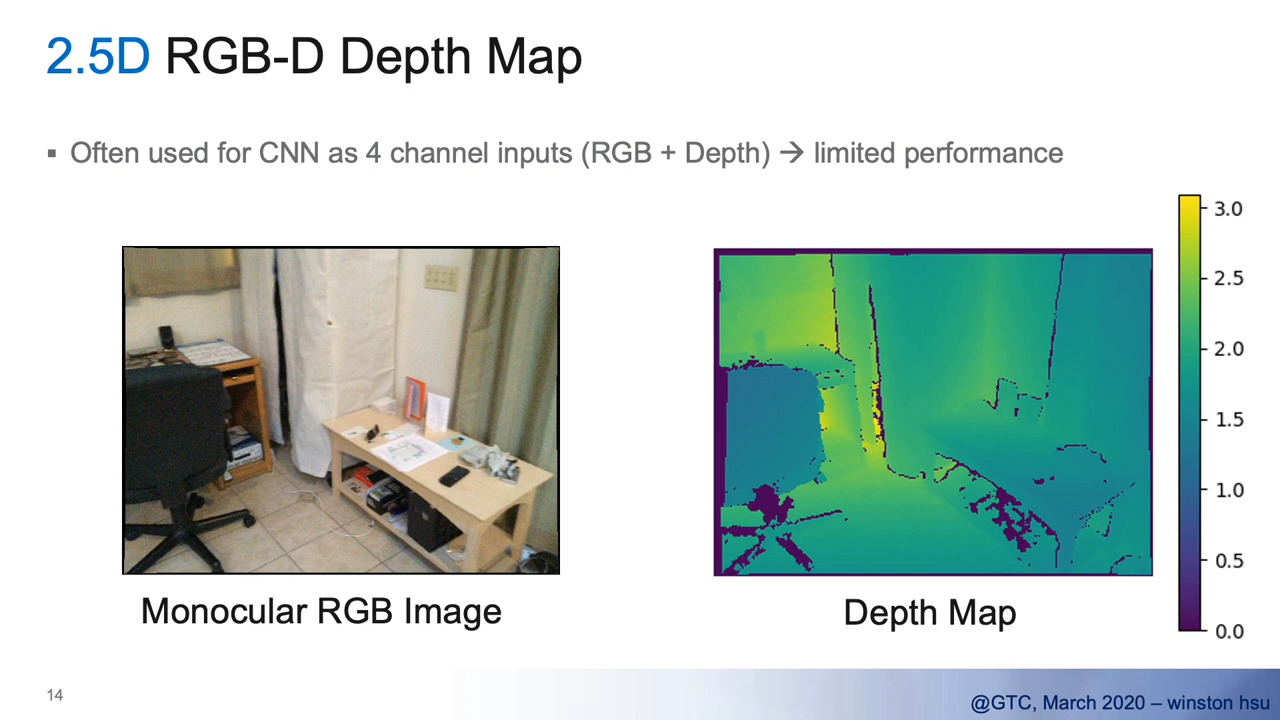 2.5D RGB-D Depth Map
▪ Often used for CNN as 4 channel inputs (RGB + Depth) → limited performance
3.0
2.5
2.0
1.5
1.0
0.5
0.0
Monocular RGB Image
Depth Map
14
@GTC, March 2020 – winston hsu